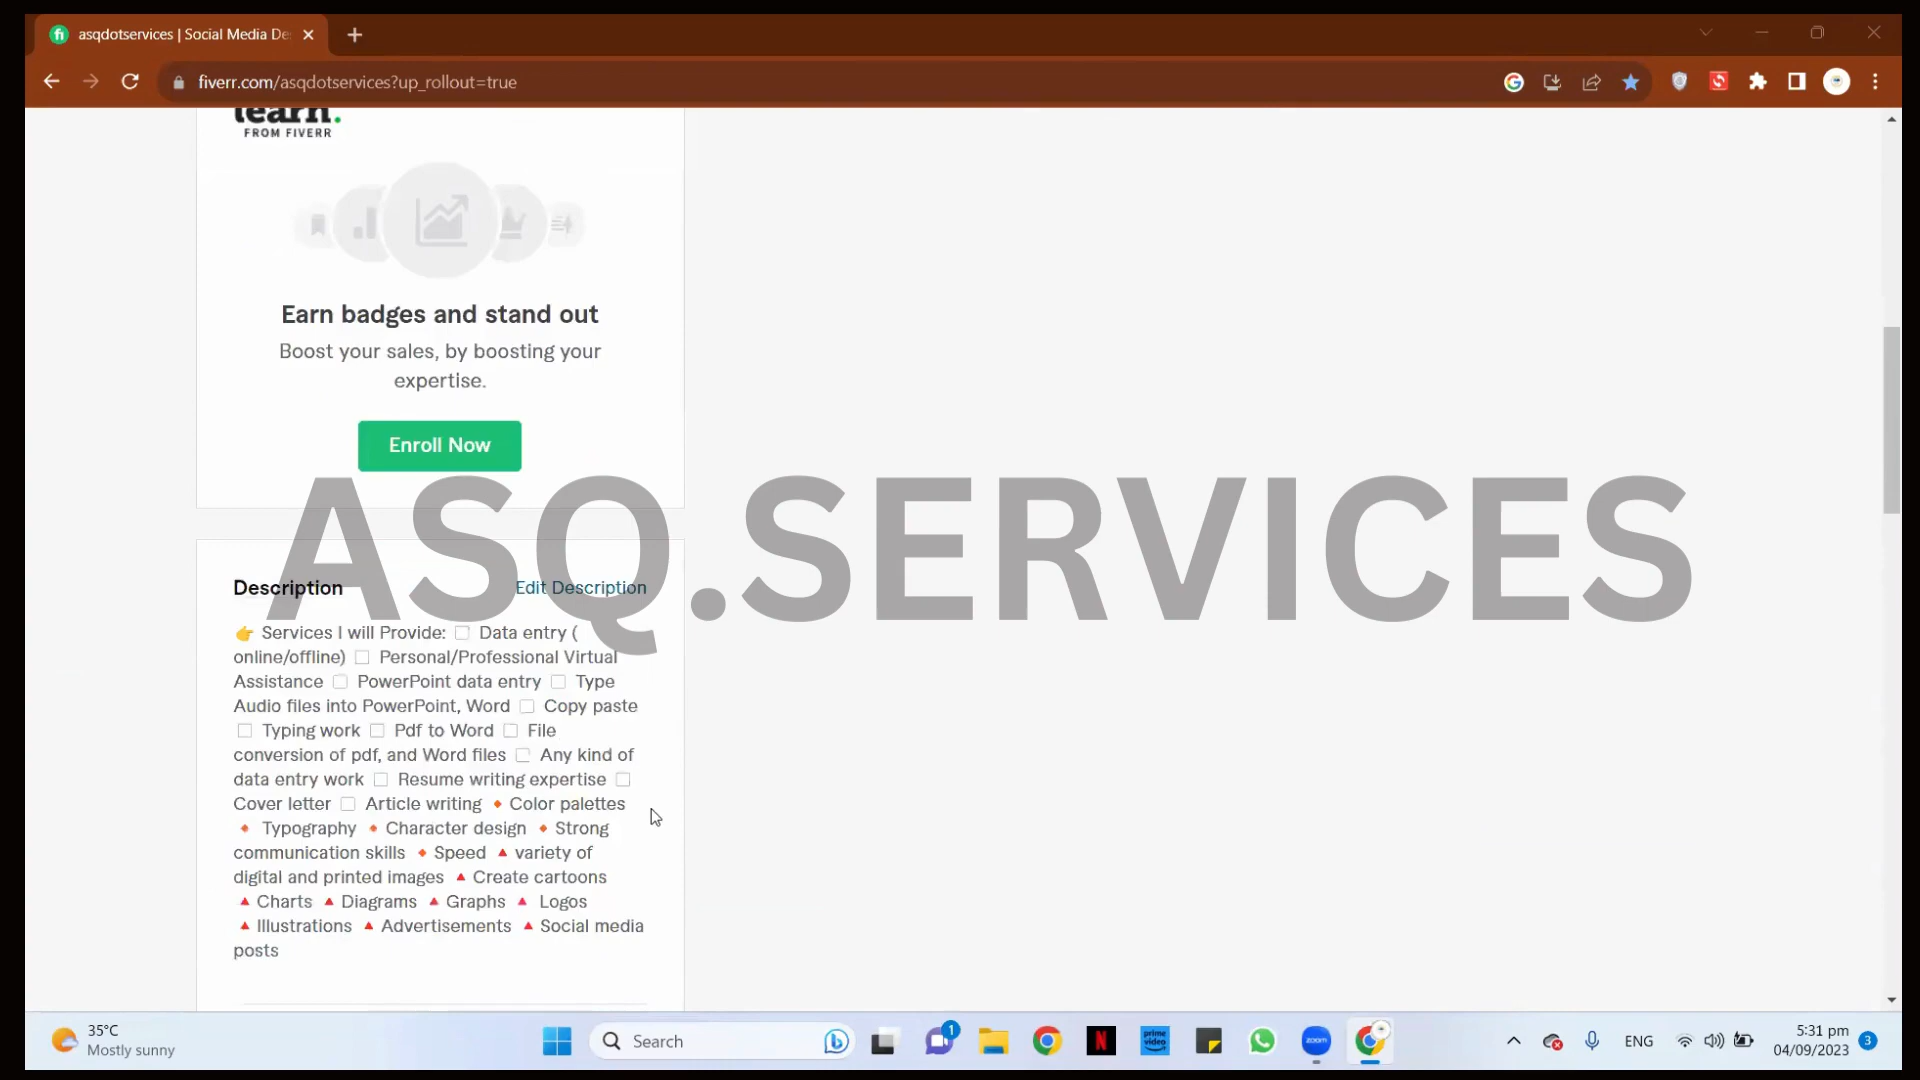 asqdotservices | Social Media De
fiverr.com/asqdotservices?up_rollout=true
learn.
FROM FIVERR
Earn badges and stand out
Boost your sales, by boosting your
expertise.
Enroll Now
ASQ.SERVICES
Description
Edit Description
👉 Services I will Provide: ☐ Data entry (
online/offline) ☐ Personal/Professional Virtual
Assistance ☐ PowerPoint data entry ☐ Type
Audio files into PowerPoint, Word ☐ Copy paste
☐ Typing work ☐ Pdf to Word ☐ File
conversion of pdf, and Word files ☐ Any kind of
data entry work ☐ Resume writing expertise ☐
Cover letter ☐ Article writing 🔸 Color palettes
🔸 Typography 🔸 Character design 🔸 Strong
communication skills 🔸 Speed 🔺 variety of
digital and printed images 🔺 Create cartoons
🔺 Charts 🔺 Diagrams 🔺 Graphs 🔺 Logos
🔺 Illustrations 🔺 Advertisements 🔺 Social media
posts
35°C
Mostly sunny
Search
1
N
prime
video
zoom
ENG
5:31 pm
04/09/2023
3